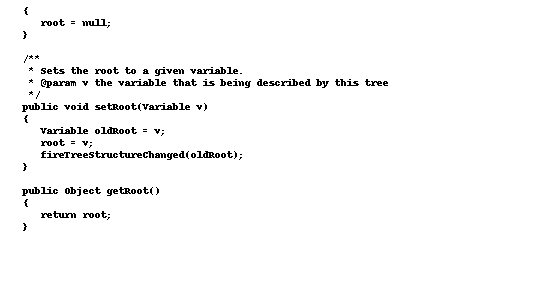 {
   root = null;
}

/**
 * Sets the root to a given variable.
 * @param v the variable that is being described by this tree
 */
public void setRoot(Variable v)
{
   Variable oldRoot = v;
   root = v;
   fireTreeStructureChanged(oldRoot);
}

public Object getRoot()
{
   return root;
}